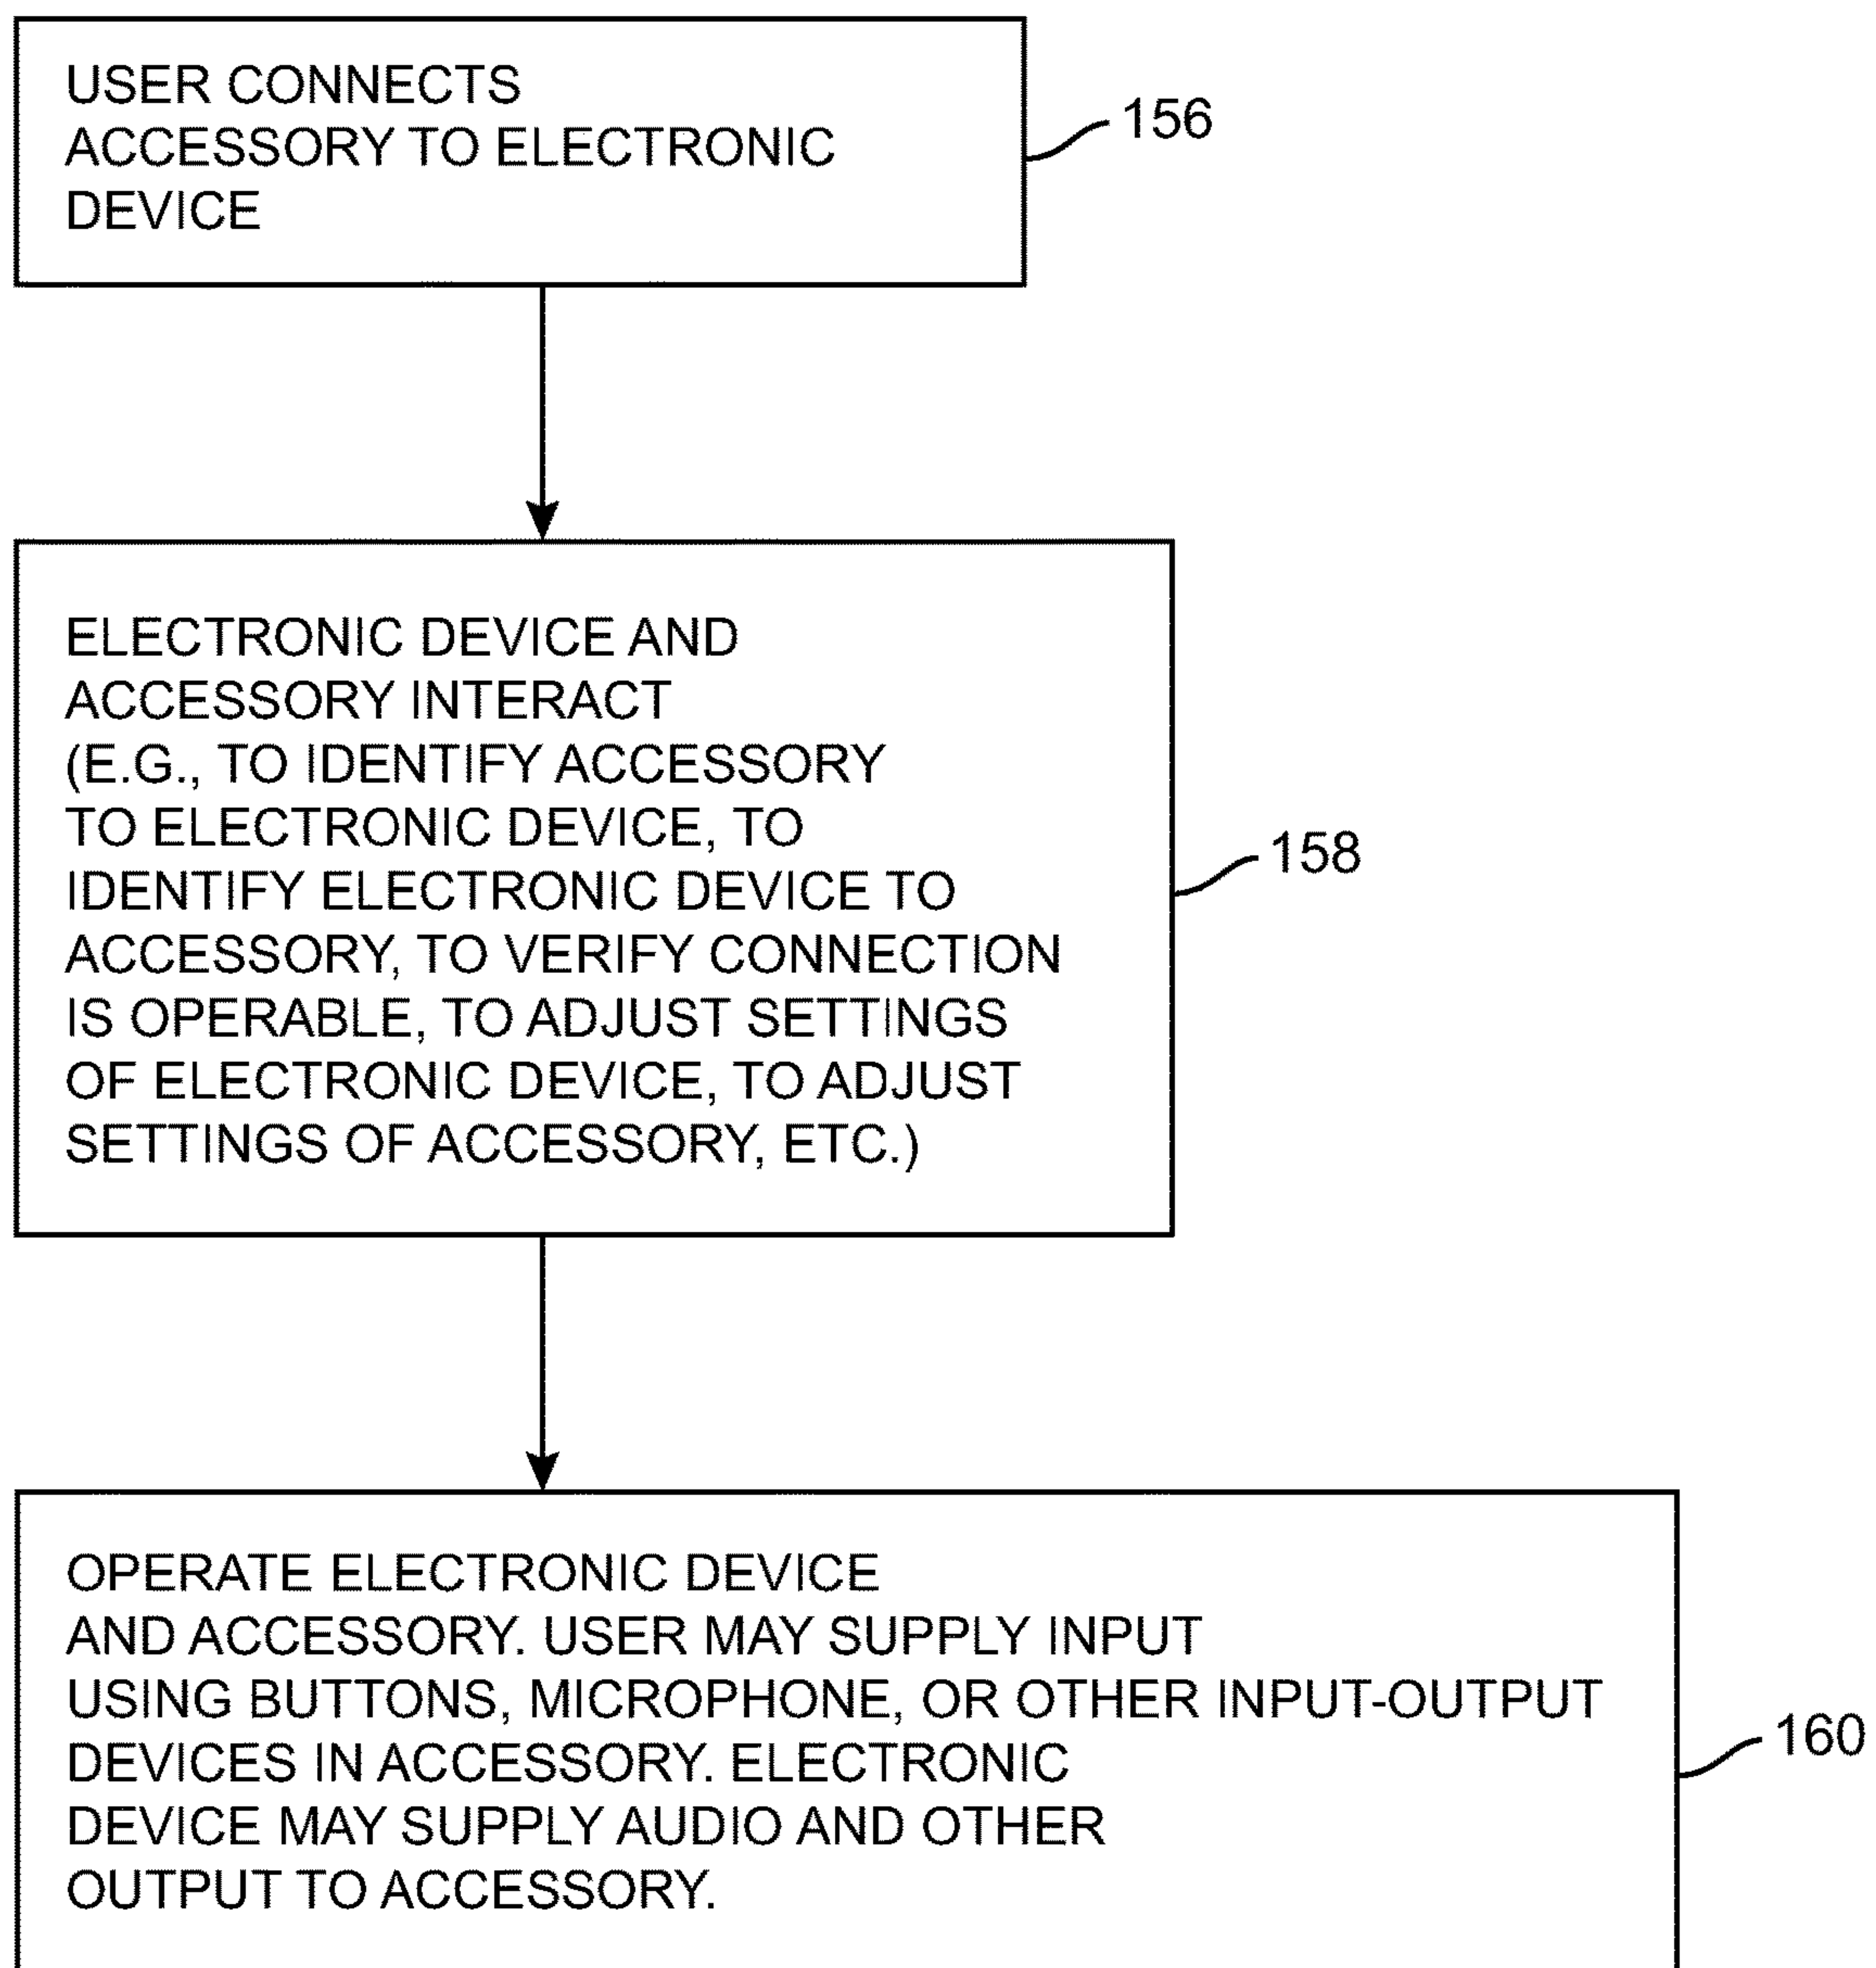 USER CONNECTS
ACCESSORY TO ELECTRONIC
DEVICE
156
ELECTRONIC DEVICE AND
ACCESSORY INTERACT
(E.G., TO IDENTIFY ACCESSORY
TO ELECTRONIC DEVICE, TO
IDENTIFY ELECTRONIC DEVICE TO
ACCESSORY, TO VERIFY CONNECTION
IS OPERABLE, TO ADJUST SETTINGS
OF ELECTRONIC DEVICE, TO ADJUST
SETTINGS OF ACCESSORY, ETC.)
158
OPERATE ELECTRONIC DEVICE
AND ACCESSORY. USER MAY SUPPLY INPUT
USING BUTTONS, MICROPHONE, OR OTHER INPUT-OUTPUT
DEVICES IN ACCESSORY. ELECTRONIC
DEVICE MAY SUPPLY AUDIO AND OTHER
OUTPUT TO ACCESSORY.
160